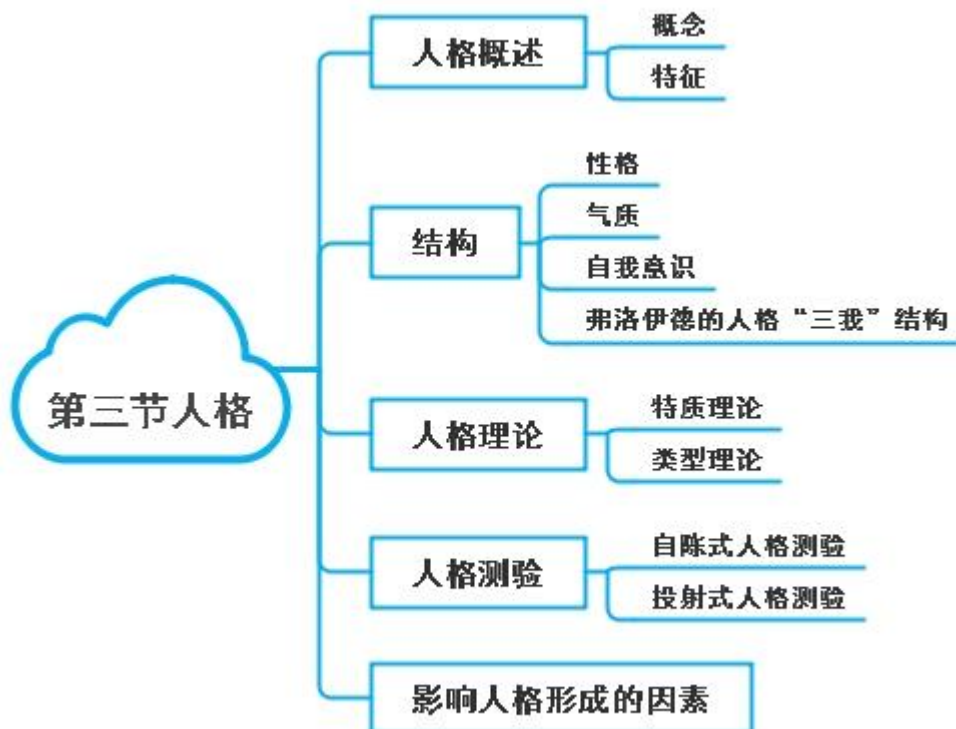 第三节人格
人格概述
概念
特征
结构
性格
气质
自我意识
弗洛伊德的人格“三我”结构
人格理论
特质理论
类型理论
人格测验
自陈式人格测验
投射式人格测验
影响人格形成的因素